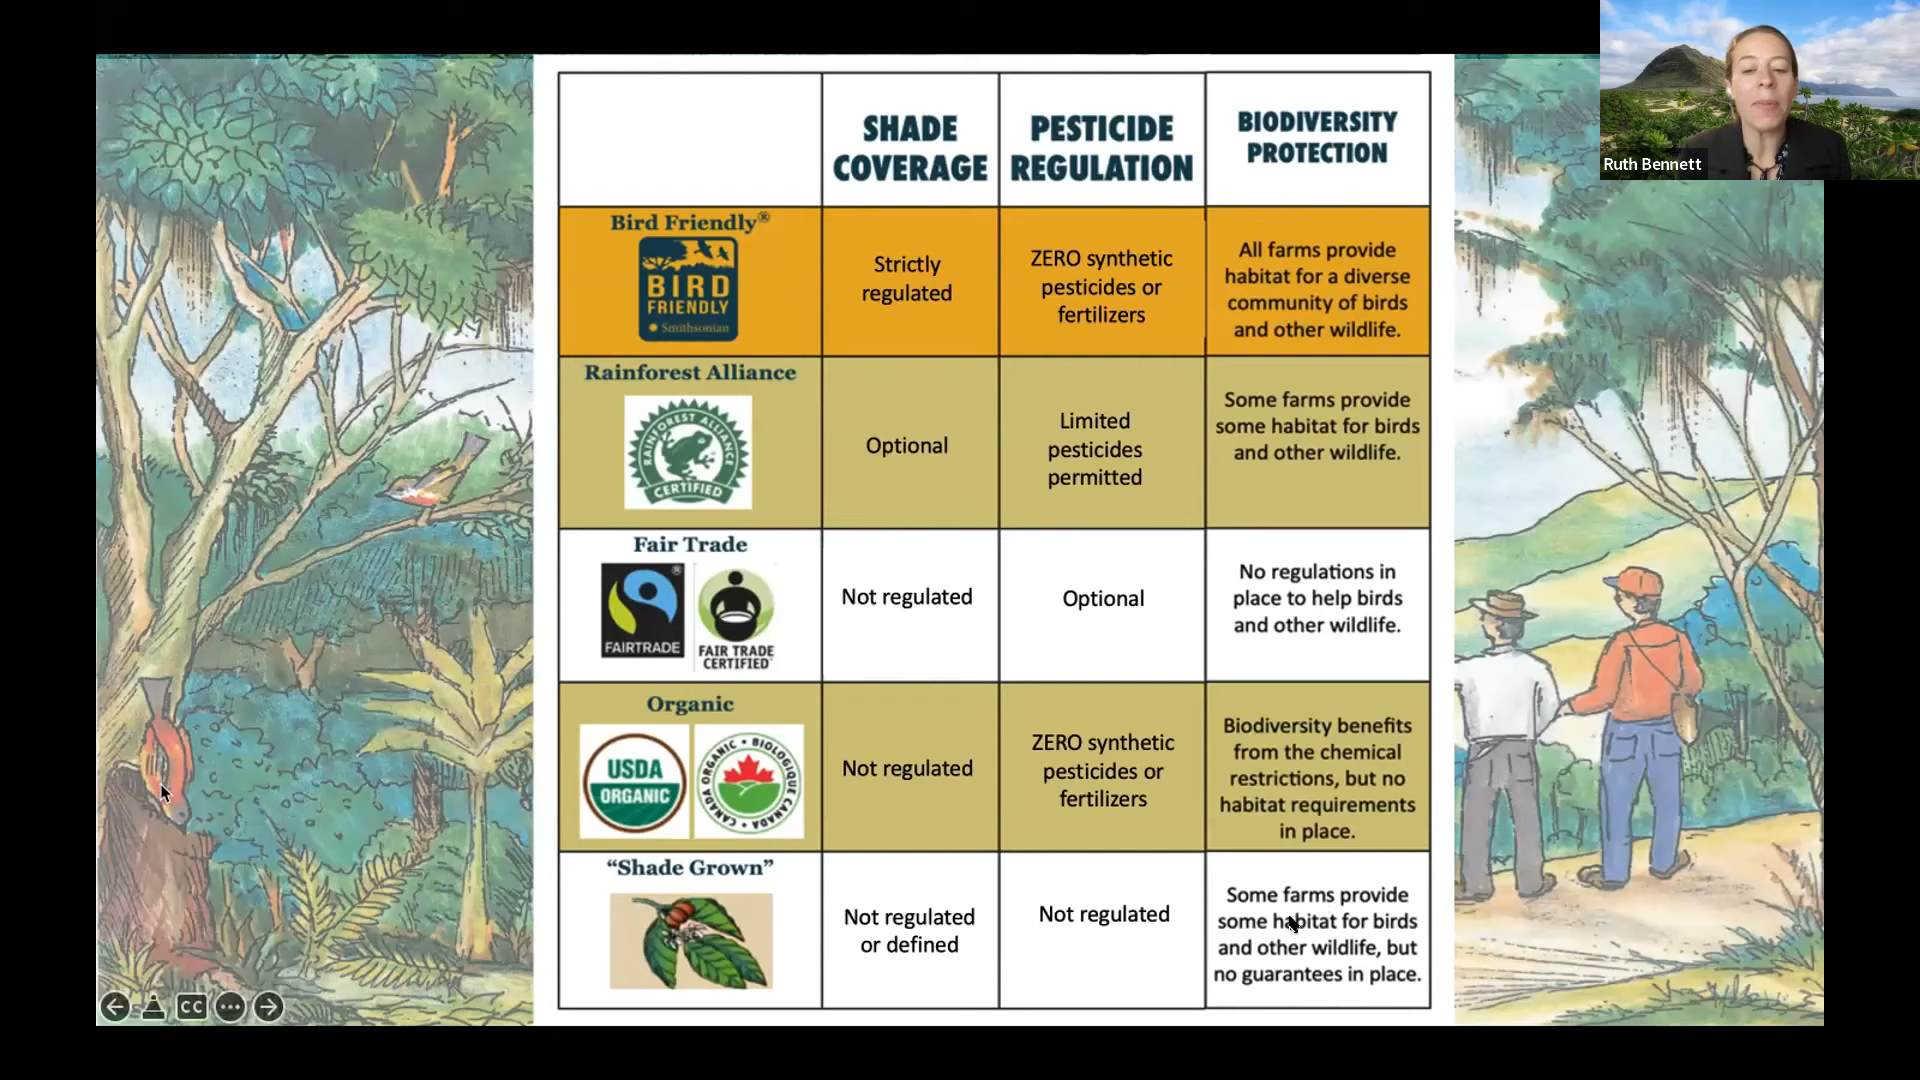 SHADE
COVERAGE
PESTICIDE
REGULATION
BIODIVERSITY
PROTECTION
Ruth Bennett
Bird Friendly®
BIRD
FRIENDLY
Smithsonian
Strictly
regulated
ZERO synthetic
pesticides or
fertilizers
All farms provide
habitat for a diverse
community of birds
and other wildlife.
Rainforest Alliance
RAINFOREST ALLIANCE
CERTIFIED
Optional
Limited
pesticides
permitted
Some farms provide
some habitat for birds
and other wildlife.
Fair Trade
®
FAIRTRADE
FAIR TRADE
CERTIFIED
Not regulated
Optional
No regulations in
place to help birds
and other wildlife.
Organic
USDA
ORGANIC
CANADA ORGANIC • BIOLOGIQUE CANADA •
Not regulated
ZERO synthetic
pesticides or
fertilizers
Biodiversity benefits
from the chemical
restrictions, but no
habitat requirements
in place.
“Shade Grown”
Not regulated
or defined
Not regulated
Some farms provide
some habitat for birds
and other wildlife, but
no guarantees in place.
CC